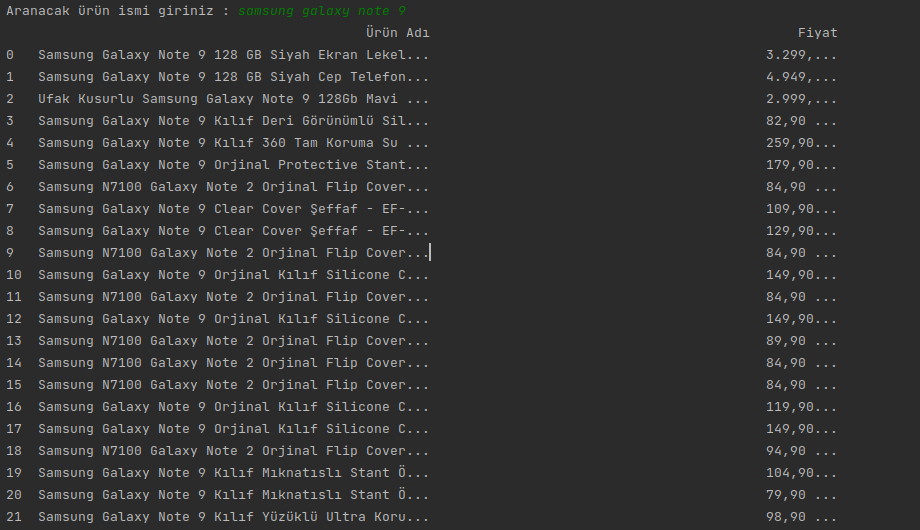 Aranacak ürün ismi giriniz : samsung galaxy note 9
Ürün Adı Fiyat
0 Samsung Galaxy Note 9 128 GB Siyah Ekran Lekel... 3.299,...
1 Samsung Galaxy Note 9 128 GB Siyah Cep Telefon... 4.949,...
2 Ufak Kusurlu Samsung Galaxy Note 9 128Gb Mavi ... 2.999,...
3 Samsung Galaxy Note 9 Kılıf Deri Görünümlü Sil... 82,90 ...
4 Samsung Galaxy Note 9 Kılıf 360 Tam Koruma Su ... 259,90...
5 Samsung Galaxy Note 9 Orjinal Protective Stant... 179,90...
6 Samsung N7100 Galaxy Note 2 Orjinal Flip Cover... 84,90 ...
7 Samsung Galaxy Note 9 Clear Cover Şeffaf - EF-... 109,90...
8 Samsung Galaxy Note 9 Clear Cover Şeffaf - EF-... 129,90...
9 Samsung N7100 Galaxy Note 2 Orjinal Flip Cover... 84,90 ...
10 Samsung Galaxy Note 9 Orjinal Kılıf Silicone C... 149,90...
11 Samsung N7100 Galaxy Note 2 Orjinal Flip Cover... 84,90 ...
12 Samsung Galaxy Note 9 Orjinal Kılıf Silicone C... 149,90...
13 Samsung N7100 Galaxy Note 2 Orjinal Flip Cover... 89,90 ...
14 Samsung N7100 Galaxy Note 2 Orjinal Flip Cover... 84,90 ...
15 Samsung N7100 Galaxy Note 2 Orjinal Flip Cover... 84,90 ...
16 Samsung Galaxy Note 9 Orjinal Kılıf Silicone C... 119,90...
17 Samsung Galaxy Note 9 Orjinal Kılıf Silicone C... 149,90...
18 Samsung N7100 Galaxy Note 2 Orjinal Flip Cover... 94,90 ...
19 Samsung Galaxy Note 9 Kılıf Mıknatıslı Stant Ö... 104,90...
20 Samsung Galaxy Note 9 Kılıf Mıknatıslı Stant Ö... 79,90 ...
21 Samsung Galaxy Note 9 Kılıf Yüzüklü Ultra Koru... 98,90 ...